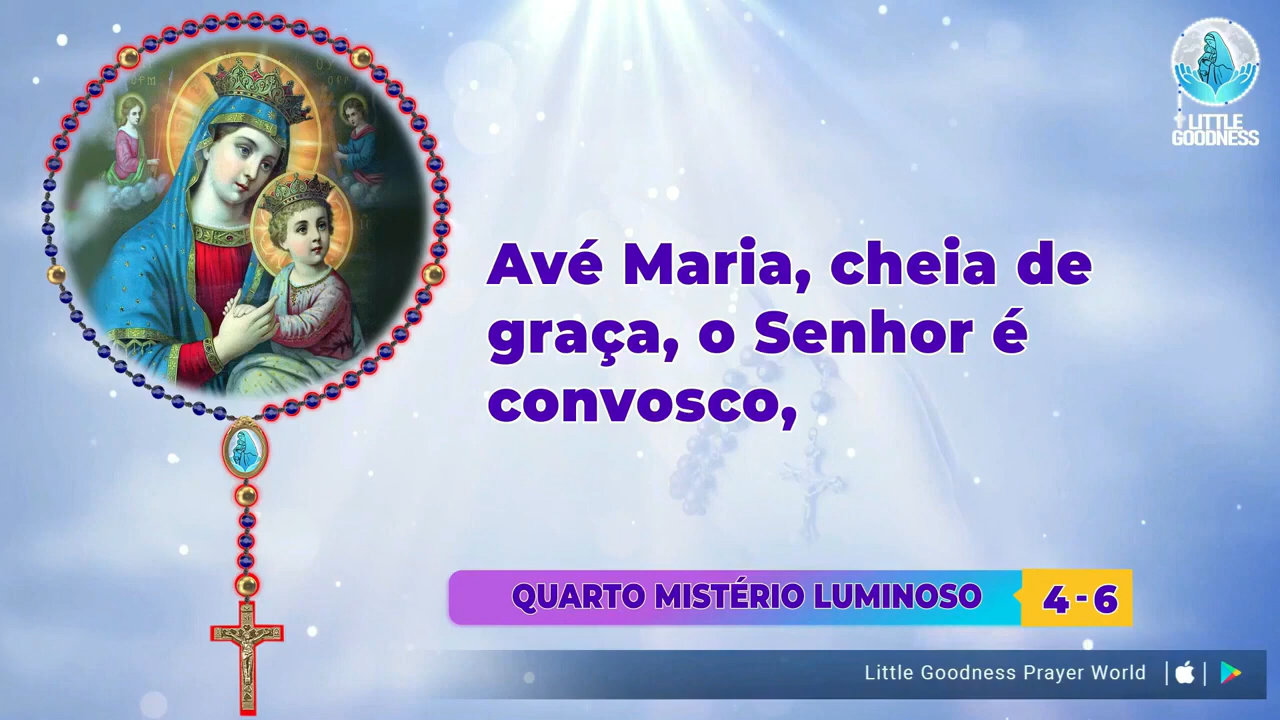 LITTLE
GOODNESS
Avé Maria, cheia de
graça, o Senhor é
convosco,
QUARTO MISTÉRIO LUMINOSO
4 - 6
Little Goodness Prayer World